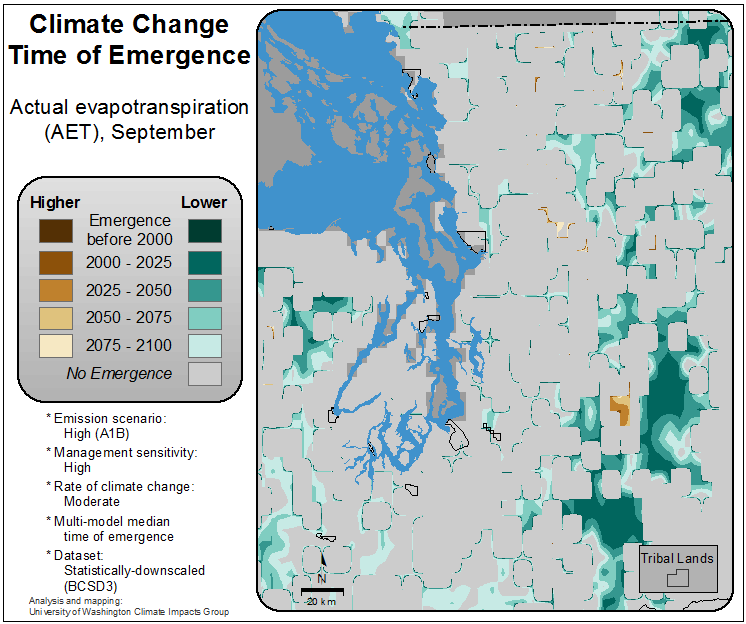 Climate Change
Time of Emergence
Actual evapotranspiration
(AET), September
Higher
Lower
Emergence
before 2000
2000 - 2025
2025 - 2050
2050 - 2075
2075 - 2100
No Emergence
* Emission scenario:
High (A1B)
* Management sensitivity:
High
* Rate of climate change:
Moderate
* Multi-model median
time of emergence
* Dataset:
Statistically-downscaled
(BCSD3)
Analysis and mapping:
University of Washington Climate Impacts Group
N
20 km
Tribal Lands